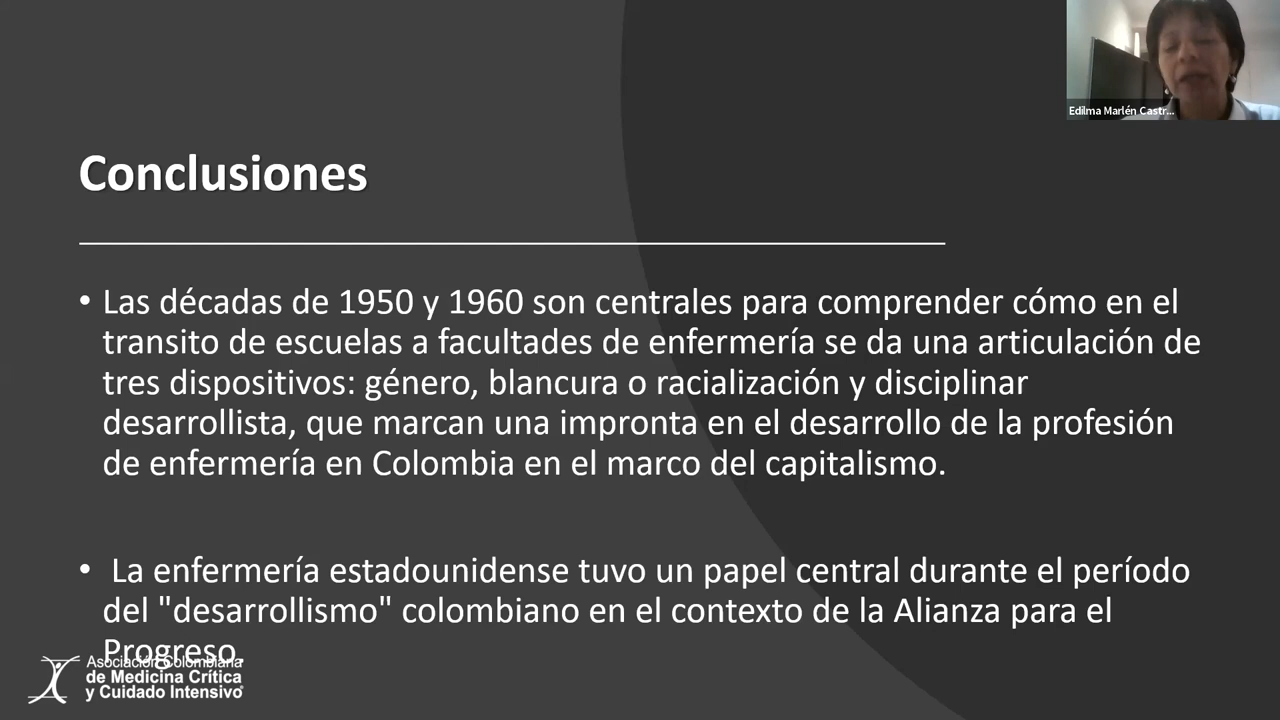 Edilma Marlén Castr...
Conclusiones
• Las décadas de 1950 y 1960 son centrales para comprender cómo en el
transito de escuelas a facultades de enfermería se da una articulación de
tres dispositivos: género, blancura o racialización y disciplinar
desarrollista, que marcan una impronta en el desarrollo de la profesión
de enfermería en Colombia en el marco del capitalismo.
• La enfermería estadounidense tuvo un papel central durante el período
del "desarrollismo" colombiano en el contexto de la Alianza para el
Progreso.
Asociación Colombiana
de Medicina Crítica
y Cuidado Intensivo